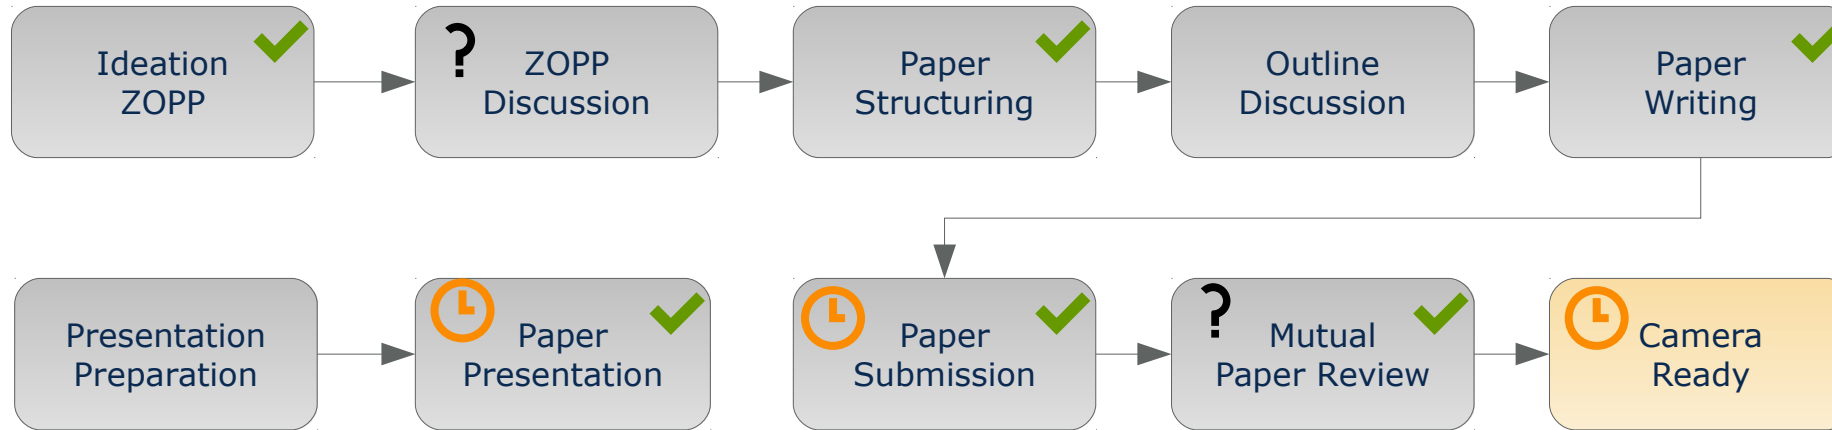 Ideation
ZOPP
?
ZOPP
Discussion
Paper
Structuring
Outline
Discussion
Paper
Writing
Presentation
Preparation
Paper
Presentation
Paper
Submission
?
Mutual
Paper Review
Camera
Ready